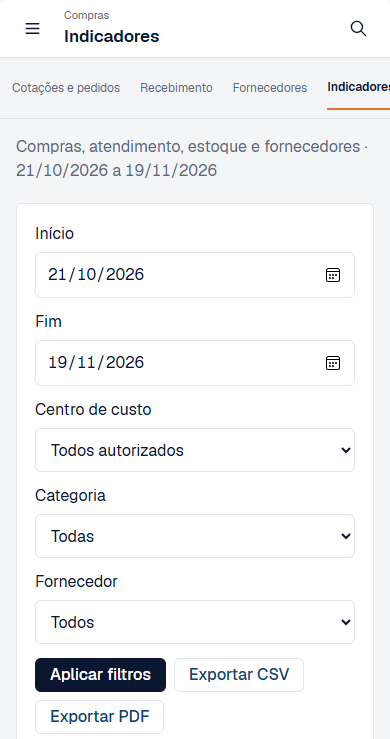 Compras
Indicadores
Cotações e pedidos Recebimento Fornecedores Indicadores
Compras, atendimento, estoque e fornecedores ·
21/10/2026 a 19/11/2026
Início
21/10/2026
Fim
19/11/2026
Centro de custo
Todos autorizados
Categoria
Todas
Fornecedor
Todos
Aplicar filtros Exportar CSV
Exportar PDF